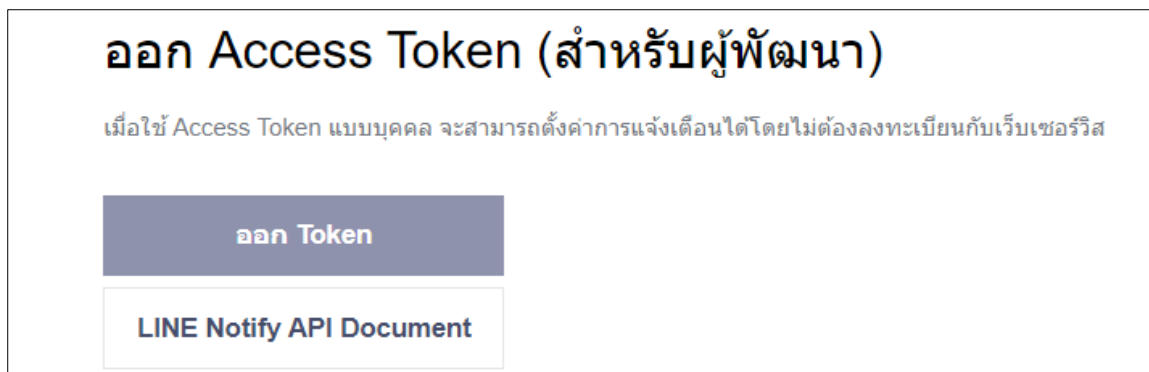 ออก Access Token (สำหรับผู้พัฒนา)
เมื่อใช้ Access Token แบบบุคคล จะสามารถตั้งค่าการแจ้งเตือนได้โดยไม่ต้องลงทะเบียนกับเว็บเซอร์วิส
ออก Token
LINE Notify API Document